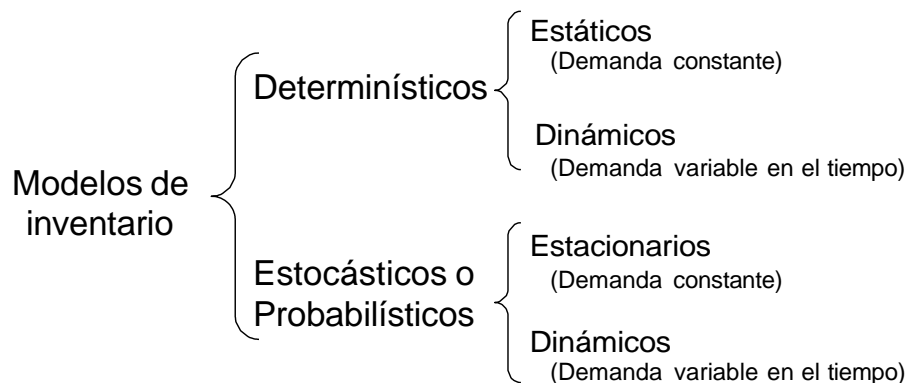 Modelos de
inventario
Determinísticos
Estáticos
(Demanda constante)
Dinámicos
(Demanda variable en el tiempo)
Estocásticos o
Probabilísticos
Estacionarios
(Demanda constante)
Dinámicos
(Demanda variable en el tiempo)